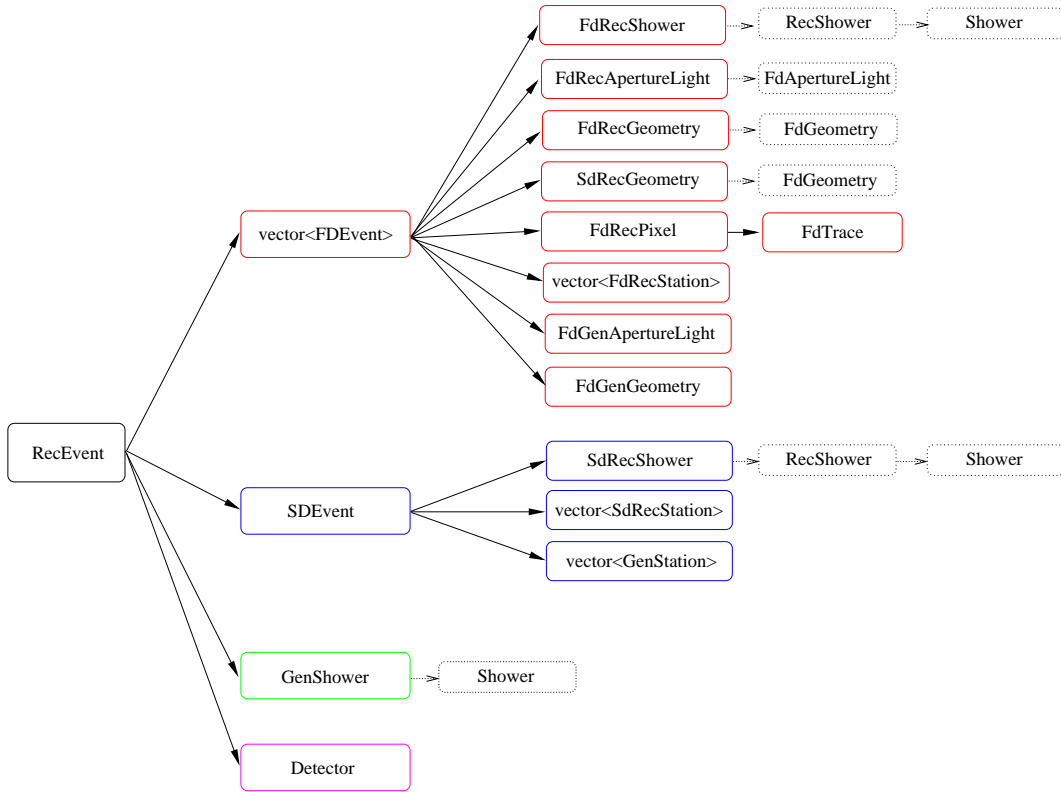 FdRecShower
RecShower
Shower
FdRecApertureLight
FdApertureLight
FdRecGeometry
FdGeometry
SdRecGeometry
FdGeometry
vector<FDEvent>
FdRecPixel
FdTrace
vector<FdRecStation>
FdGenApertureLight
FdGenGeometry
RecEvent
SdRecShower
RecShower
Shower
SDEvent
vector<SdRecStation>
vector<GenStation>
GenShower
Shower
Detector